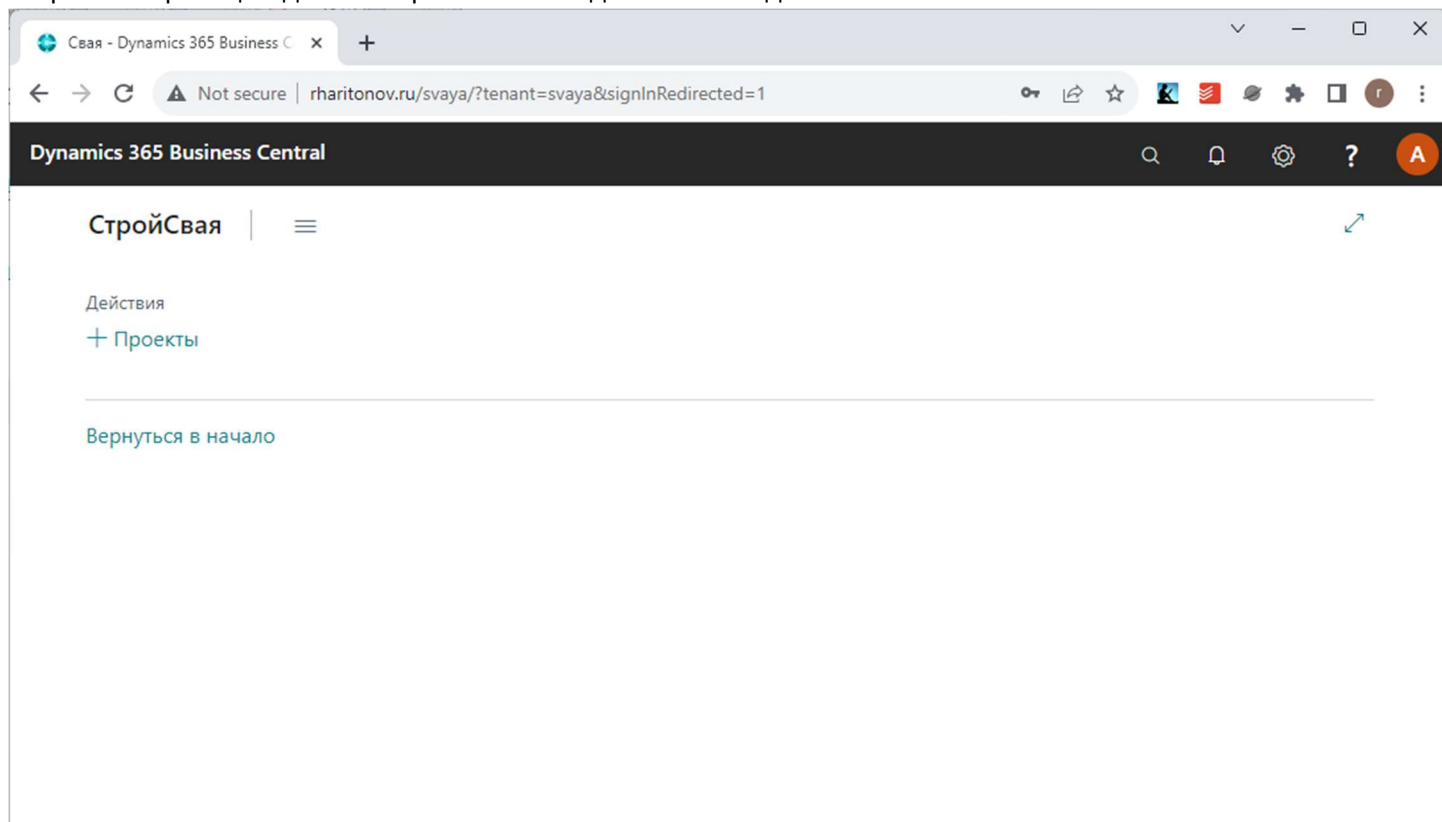 Свая - Dynamics 365 Business C
Not secure | rharitonov.ru/svaya/?tenant=svaya&signInRedirected=1
r
Dynamics 365 Business Central
? A
СтройСвая
Действия
+ Проекты
Вернуться в начало